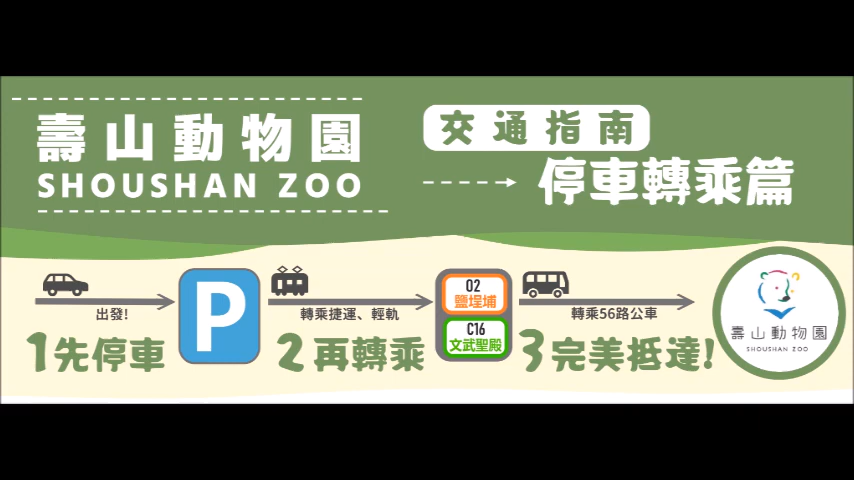 壽山動物園
SHOUSHAN ZOO
交通指南
停車轉乘篇
出發!
1先停車
P
轉乘捷運、輕軌
2再轉乘
O2
鹽埕埔
C16
文武聖殿
轉乘56路公車
3完美抵達!
壽山動物園
SHOUSHAN ZOO